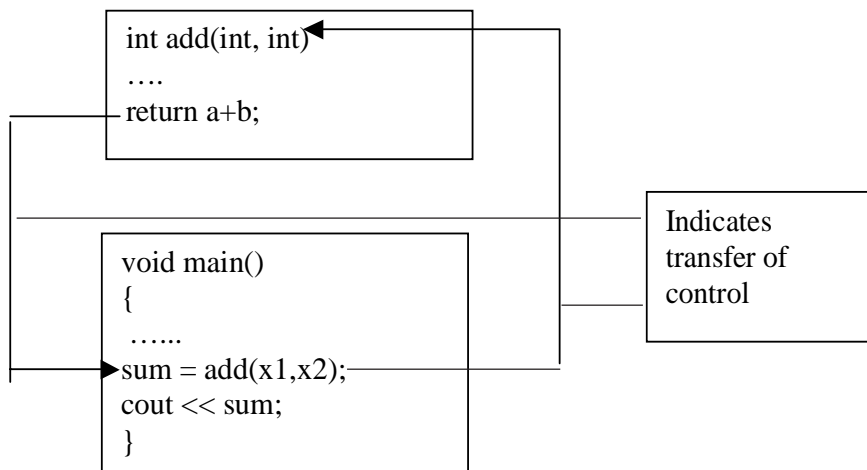 int add(int, int)
….
return a+b;
Indicates
transfer of
control
void main()
{
…...
sum = add(x1,x2);
cout << sum;
}